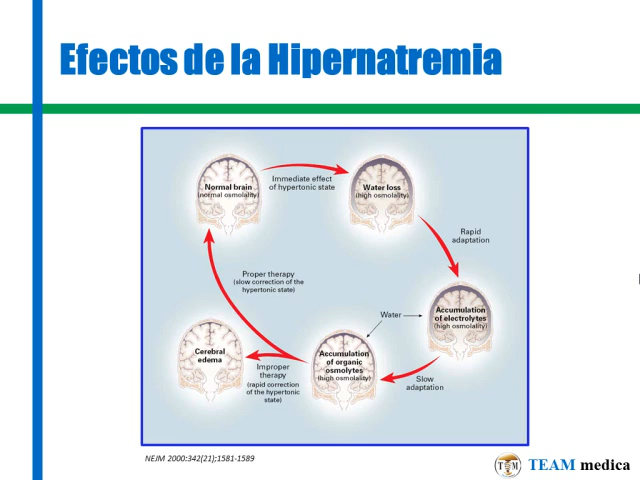 Efectos de la Hipernatremia
Immediate effect
of hypertonic state
Normal brain
(normal osmolality)
Water loss
(high osmolality)
Rapid
adaptation
Proper therapy
(slow correction of the
hypertonic state)
Water
Accumulation
of electrolytes
(high osmolality)
Cerebral
edema
Accumulation
of organic
osmolytes
(high osmolality)
Improper
therapy
(rapid correction
of the hypertonic
state)
Slow
adaptation
NEJM 2000:342(21);1581-1589
TEAM medica